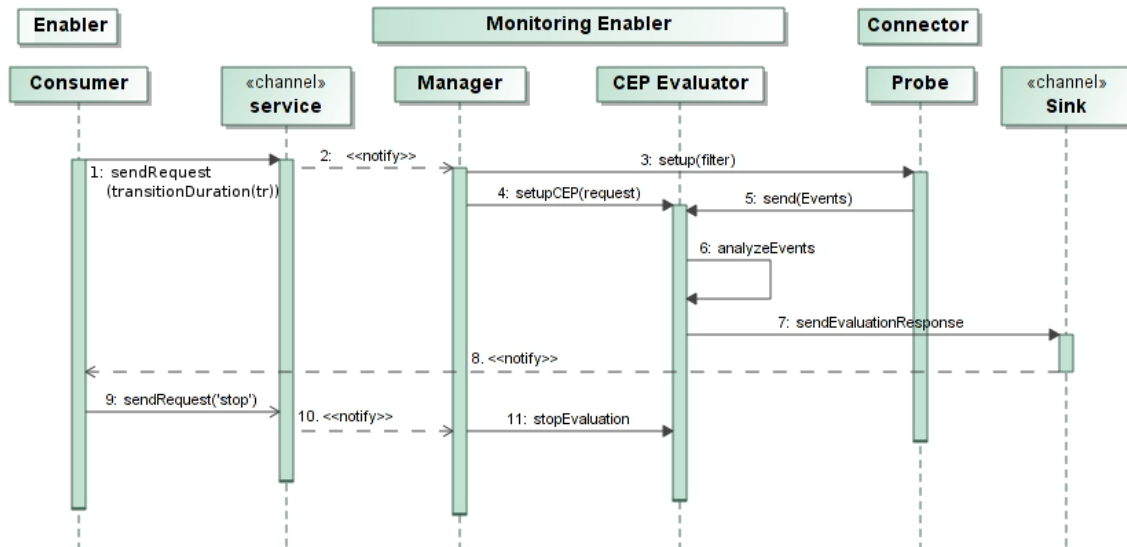 Enabler
Monitoring Enabler
Connector
Consumer
«channel»
service
Manager
CEP Evaluator
Probe
«channel»
Sink
1: sendRequest
(transitionDuration(tr))
2: <<notify>>
3: setup(filter)
4: setupCEP(request)
5: send(Events)
6: analyzeEvents
7: sendEvaluationResponse
8. <<notify>>
9: sendRequest('stop')
10. <<notify>>
11: stopEvaluation